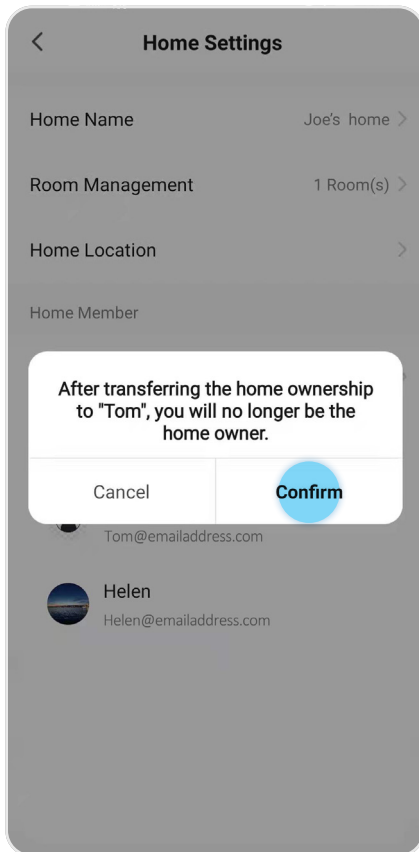 Home Settings
Home Name Joe's home
Room Management 1 Room(s)
Home Location
Home Member
After transferring the home ownership
to "Tom", you will no longer be the
home owner.
Cancel Confirm
Tom@emailaddress.com
Helen
Helen@emailaddress.com